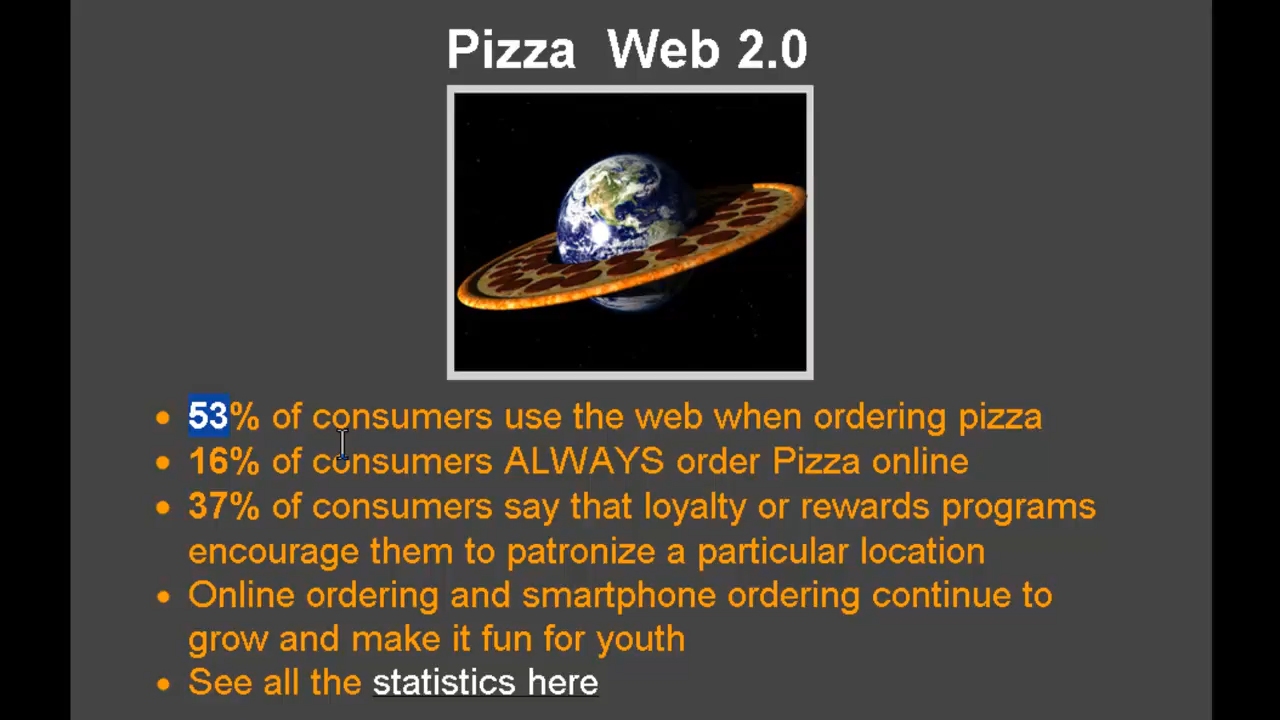 Pizza Web 2.0
• 53% of consumers use the web when ordering pizza
• 16% of consumers ALWAYS order Pizza online
• 37% of consumers say that loyalty or rewards programs
encourage them to patronize a particular location
• Online ordering and smartphone ordering continue to
grow and make it fun for youth
• See all the statistics here